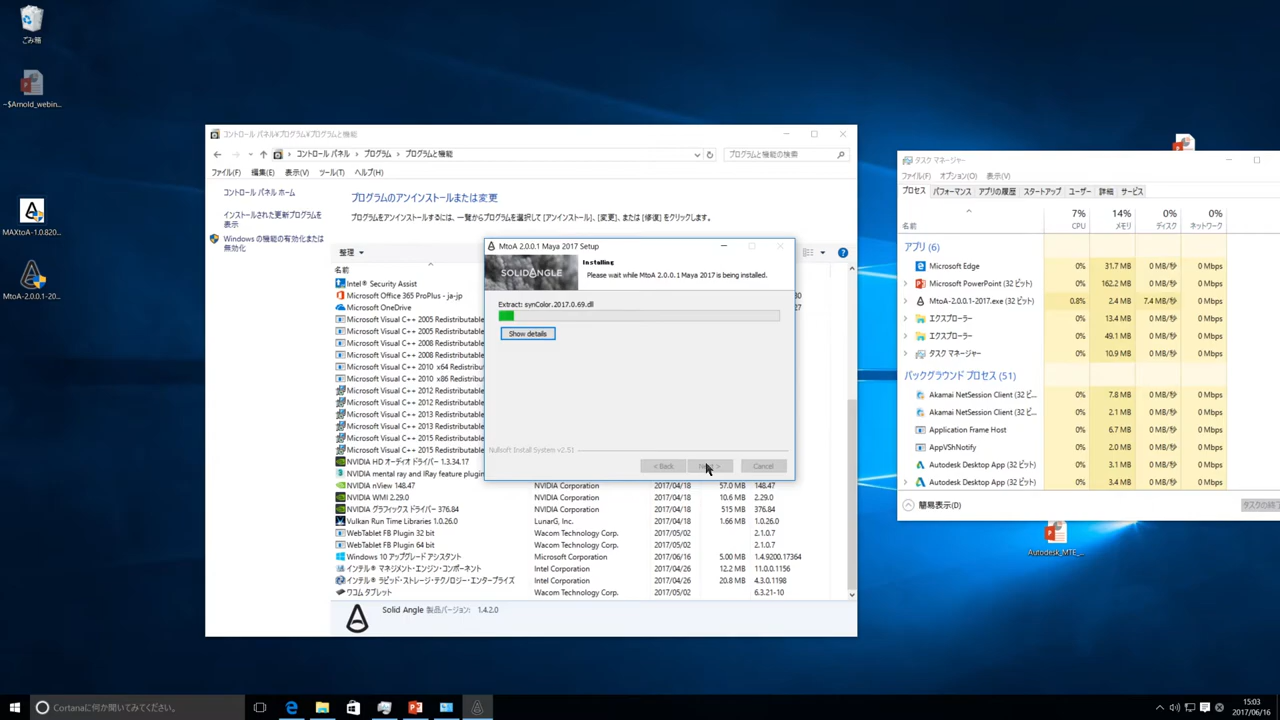 ごみ箱
~$Arnold_webin...
MAXtoA-1.0.820...
MtoA-2.0.0.1-20...
コントロール パネル¥プログラム¥プログラムと機能
コントロール パネル › プログラム › プログラムと機能
プログラムと機能の検索
ファイル(F) 編集(E) 表示(V) ツール(T) ヘルプ(H)
コントロール パネル ホーム
インストールされた更新プログラムを
表示
Windows の機能の有効化または
無効化
プログラムのアンインストールまたは変更
プログラムをアンインストールするには、一覧からプログラムを選択して [アンインストール]、[変更]、または [修復] をクリックします。
整理
名前
Intel® Security Assist
Microsoft Office 365 ProPlus - ja-jp
Microsoft OneDrive
Microsoft Visual C++ 2005 Redistributable
Microsoft Visual C++ 2005 Redistributable
Microsoft Visual C++ 2008 Redistributable
Microsoft Visual C++ 2008 Redistributable
Microsoft Visual C++ 2010 x64 Redistributable
Microsoft Visual C++ 2010 x86 Redistributable
Microsoft Visual C++ 2012 Redistributable
Microsoft Visual C++ 2012 Redistributable
Microsoft Visual C++ 2013 Redistributable
Microsoft Visual C++ 2013 Redistributable
Microsoft Visual C++ 2015 Redistributable
Microsoft Visual C++ 2015 Redistributable
NVIDIA HD オーディオ ドライバー 1.3.34.17
NVIDIA mental ray and IRay feature plugin
NVIDIA nView 148.47 NVIDIA Corporation 2017/04/18 57.0 MB 148.47
NVIDIA WMI 2.29.0 NVIDIA Corporation 2017/04/18 10.6 MB 2.29.0
NVIDIA グラフィックス ドライバー 376.84 NVIDIA Corporation 2017/04/18 515 MB 376.84
Vulkan Run Time Libraries 1.0.26.0 LunarG, Inc. 2017/04/18 1.66 MB 1.0.26.0
WebTablet FB Plugin 32 bit Wacom Technology Corp. 2017/05/02 2.1.0.7
WebTablet FB Plugin 64 bit Wacom Technology Corp. 2017/05/02 2.1.0.7
Windows 10 アップグレード アシスタント Microsoft Corporation 2017/06/16 5.00 MB 1.4.9200.17364
インテル® マネジメント・エンジン・コンポーネント Intel Corporation 2017/04/26 12.2 MB 11.0.0.1156
インテル® ラピッド・ストレージ・テクノロジー・エンタープライズ Intel Corporation 2017/04/26 20.8 MB 4.3.0.1198
ワコム タブレット Wacom Technology Corp. 2017/05/02 6.3.21-10
Solid Angle 製品バージョン: 1.4.2.0
MtoA 2.0.0.1 Maya 2017 Setup
SOLIDANGLE
Installing
Please wait while MtoA 2.0.0.1 Maya 2017 is being installed.
Extract: synColor.2017.0.69.dll
Show details
Nullsoft Install System v2.51
< Back
Next >
Cancel
タスク マネージャー
ファイル(F) オプション(O) 表示(V)
プロセス パフォーマンス アプリの履歴 スタートアップ ユーザー 詳細 サービス
7% 14% 0% 0%
名前 CPU メモリ ディスク ネットワーク
アプリ (6)
Microsoft Edge 0% 31.7 MB 0 MB/秒 0 Mbps
Microsoft PowerPoint (32 ビット) 0% 162.2 MB 0 MB/秒 0 Mbps
MtoA-2.0.0.1-2017.exe (32 ビット) 0.8% 2.4 MB 7.4 MB/秒 0 Mbps
エクスプローラー 0% 13.4 MB 0 MB/秒 0 Mbps
エクスプローラー 0% 49.1 MB 0 MB/秒 0 Mbps
タスク マネージャー 0% 10.9 MB 0 MB/秒 0 Mbps
バックグラウンド プロセス (51)
Akamai NetSession Client (32 ビ... 0% 7.8 MB 0 MB/秒 0 Mbps
Akamai NetSession Client (32 ビ... 0% 2.1 MB 0 MB/秒 0 Mbps
Application Frame Host 0% 6.7 MB 0 MB/秒 0 Mbps
AppVShNotify 0% 1.4 MB 0 MB/秒 0 Mbps
Autodesk Desktop App (32 ビット) 0% 9.4 MB 0 MB/秒 0 Mbps
Autodesk Desktop App (32 ビット) 0% 3.4 MB 0 MB/秒 0 Mbps
簡易表示(D)
Autodesk_MTE_...
Cortanaに何か聞いてみてください。
15:03
2017/06/16